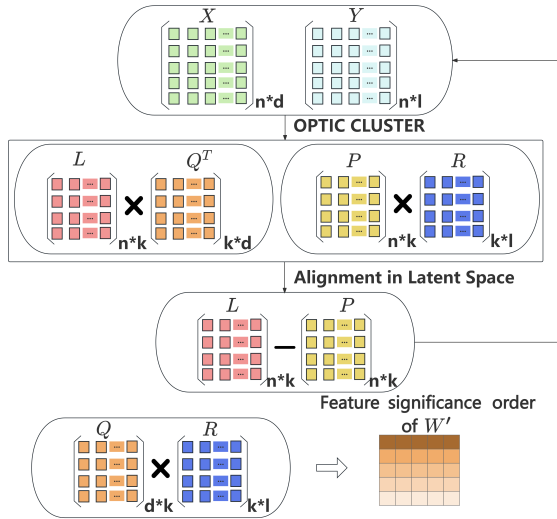 X Y
n*d n*l
OPTIC CLUSTER
L Q^T P R
n*k k*d n*k k*l
Alignment in Latent Space
L P
n*k n*k
Feature significance order
of W′
Q R
d*k k*l